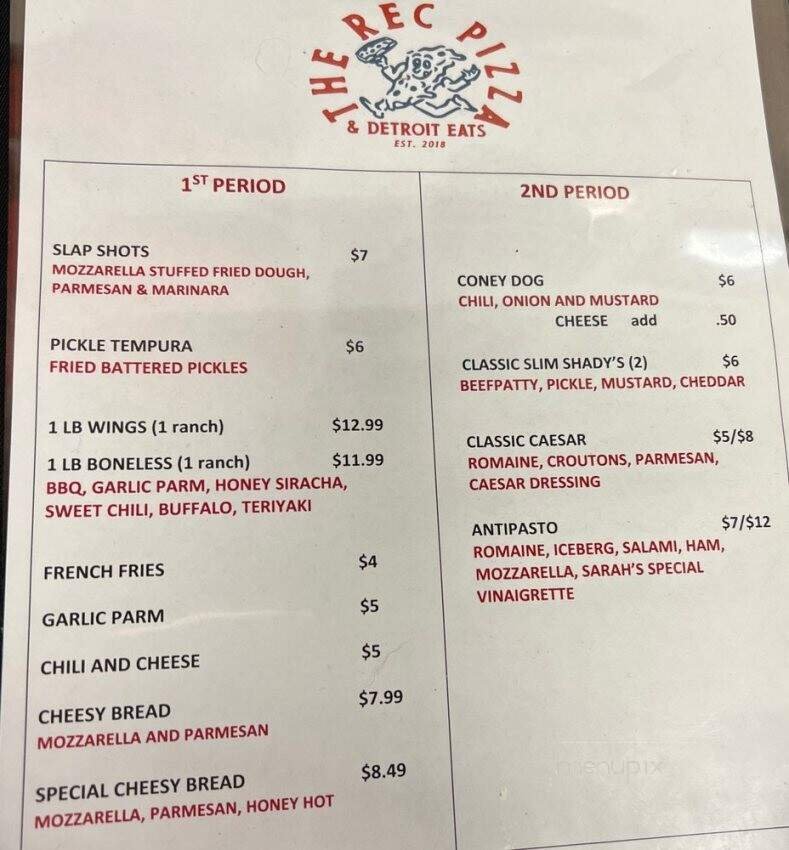 THE REC PIZZA
& DETROIT EATS
EST. 2018
1ST PERIOD
SLAP SHOTS $7
MOZZARELLA STUFFED FRIED DOUGH,
PARMESAN & MARINARA
PICKLE TEMPURA $6
FRIED BATTERED PICKLES
1 LB WINGS (1 ranch) $12.99
1 LB BONELESS (1 ranch) $11.99
BBQ, GARLIC PARM, HONEY SIRACHA,
SWEET CHILI, BUFFALO, TERIYAKI
FRENCH FRIES $4
GARLIC PARM $5
CHILI AND CHEESE $5
CHEESY BREAD $7.99
MOZZARELLA AND PARMESAN
SPECIAL CHEESY BREAD $8.49
MOZZARELLA, PARMESAN, HONEY HOT
2ND PERIOD
CONEY DOG $6
CHILI, ONION AND MUSTARD
CHEESE add .50
CLASSIC SLIM SHADY'S (2) $6
BEEFPATTY, PICKLE, MUSTARD, CHEDDAR
CLASSIC CAESAR $5/$8
ROMAINE, CROUTONS, PARMESAN,
CAESAR DRESSING
ANTIPASTO $7/$12
ROMAINE, ICEBERG, SALAMI, HAM,
MOZZARELLA, SARAH'S SPECIAL
VINAIGRETTE
menupix